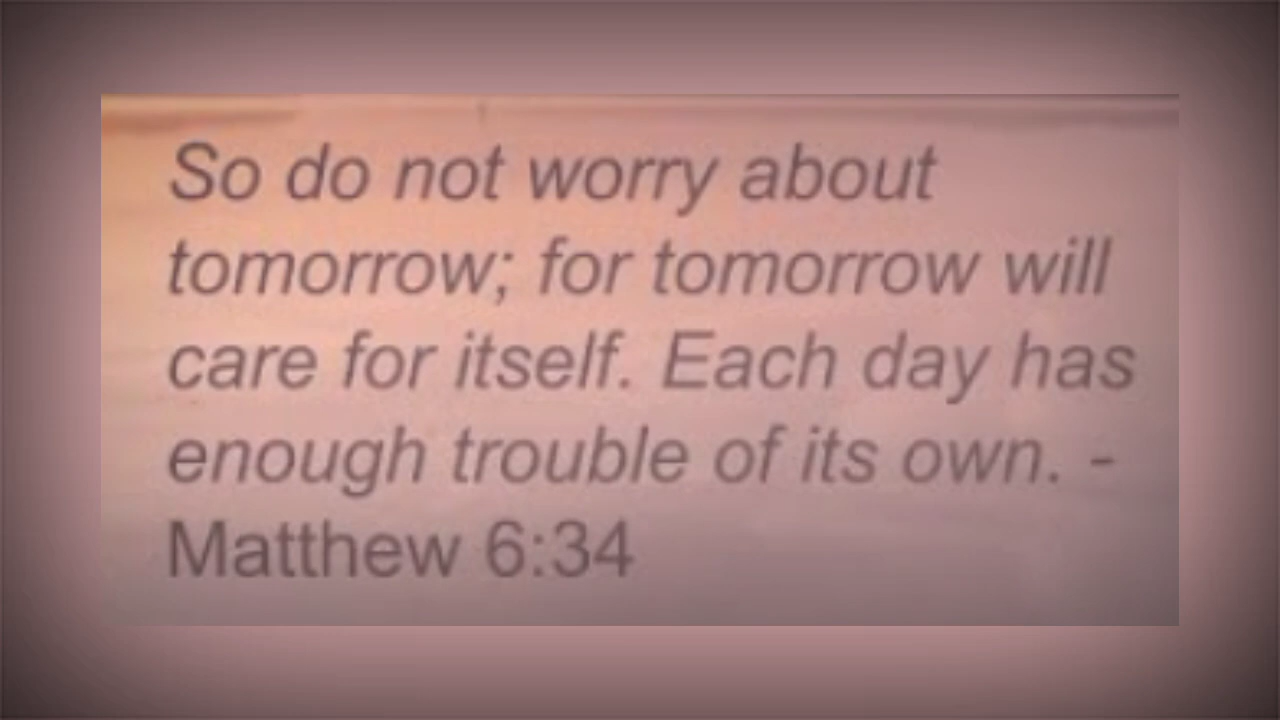 So do not worry about
tomorrow; for tomorrow will
care for itself. Each day has
enough trouble of its own. -
Matthew 6:34